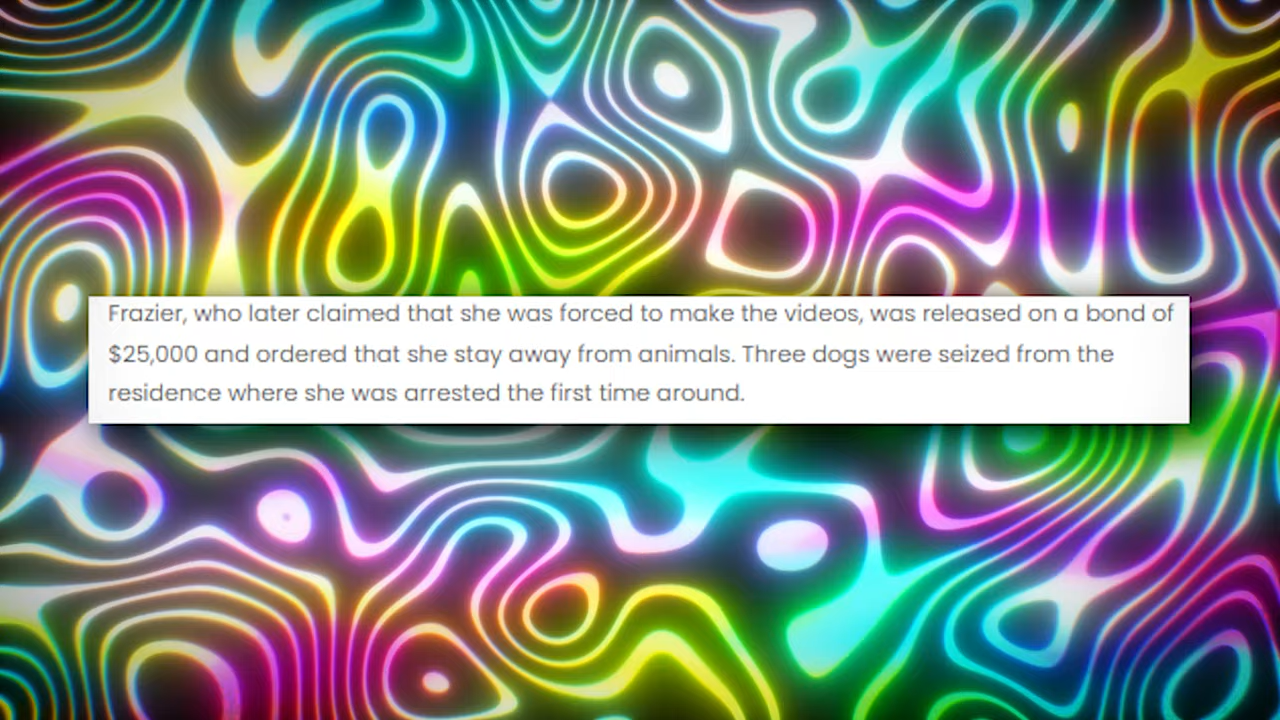 Frazier, who later claimed that she was forced to make the videos, was released on a bond of
$25,000 and ordered that she stay away from animals. Three dogs were seized from the
residence where she was arrested the first time around.